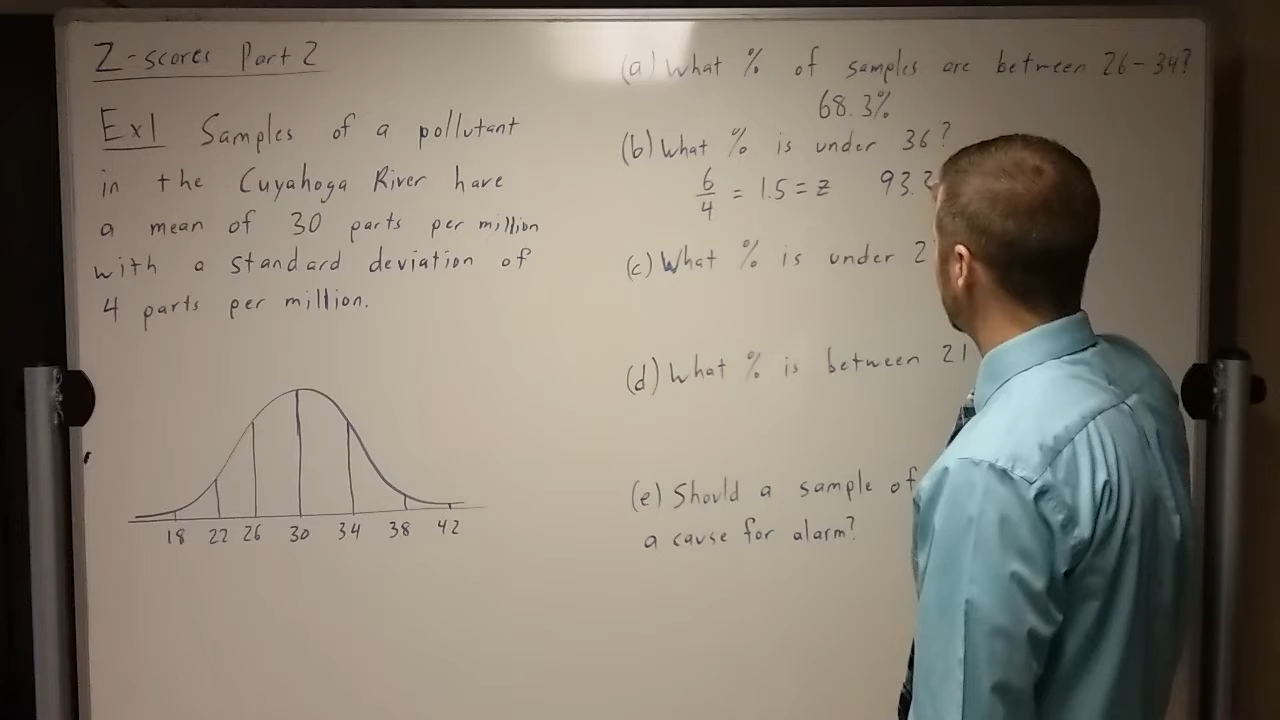 Z-scores Part 2
Ex1 Samples of a pollutant
in the Cuyahoga River have
a mean of 30 parts per million
with a standard deviation of
4 parts per million.
18 22 26 30 34 38 42
(a) What % of samples are between 26-34?
68.3%
(b) What % is under 36?
6/4 = 1.5 = z 93.
(c) What % is under 2
(d) What % is between 21
(e) Should a sample of
a cause for alarm?